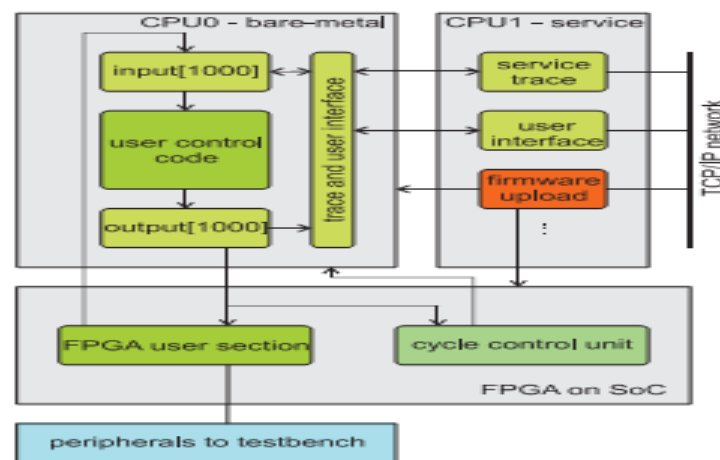 CPU0 - bare-metal
input[1000]
user control
code
output[1000]
trace and user interface
CPU1 - service
service
trace
user
interface
firmware
upload
:
TCP/IP network
FPGA user section
cycle control unit
FPGA on SoC
peripherals to testbench